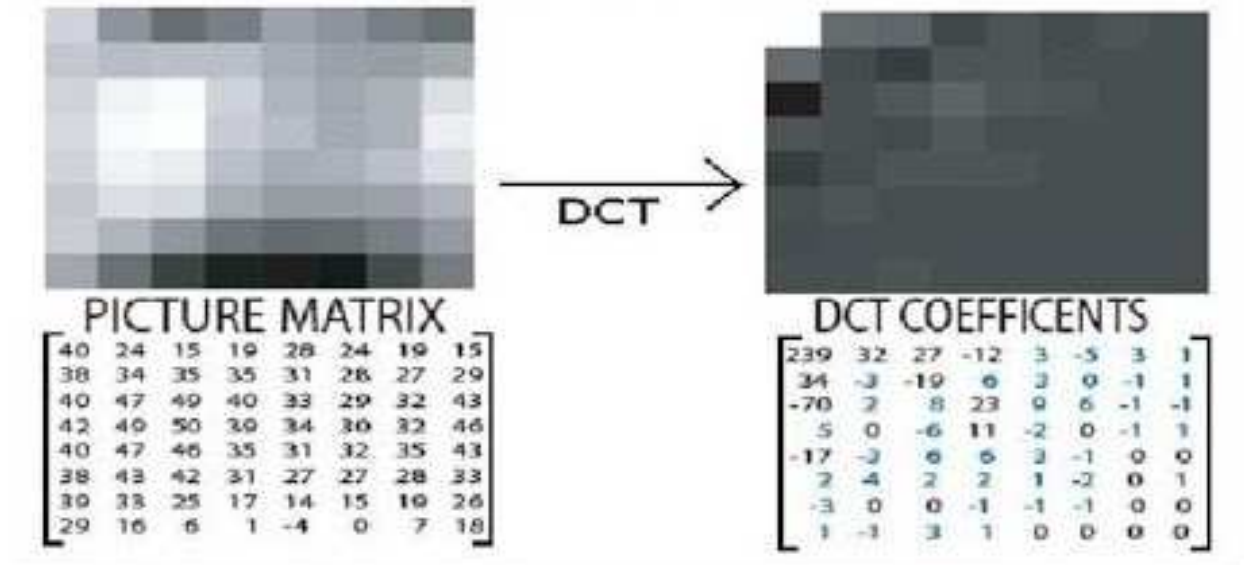 DCT
PICTURE MATRIX
40 24 15 19 28 24 19 15
38 34 35 35 31 28 27 29
40 47 49 40 33 29 32 43
42 49 50 39 34 30 32 46
40 47 46 35 31 32 35 43
38 43 42 31 27 27 28 33
39 33 25 17 14 15 19 26
29 16 6 1 -4 0 7 18
DCT COEFFICENTS
239 32 27 -12 3 -5 3 1
34 -3 -19 6 3 0 -1 1
-70 2 8 23 9 6 -1 -1
5 0 -6 11 -2 0 -1 1
-17 -3 6 6 3 -1 0 0
2 4 2 2 1 -2 0 1
-3 0 0 -1 -1 -1 0 0
1 -1 3 1 0 0 0 0